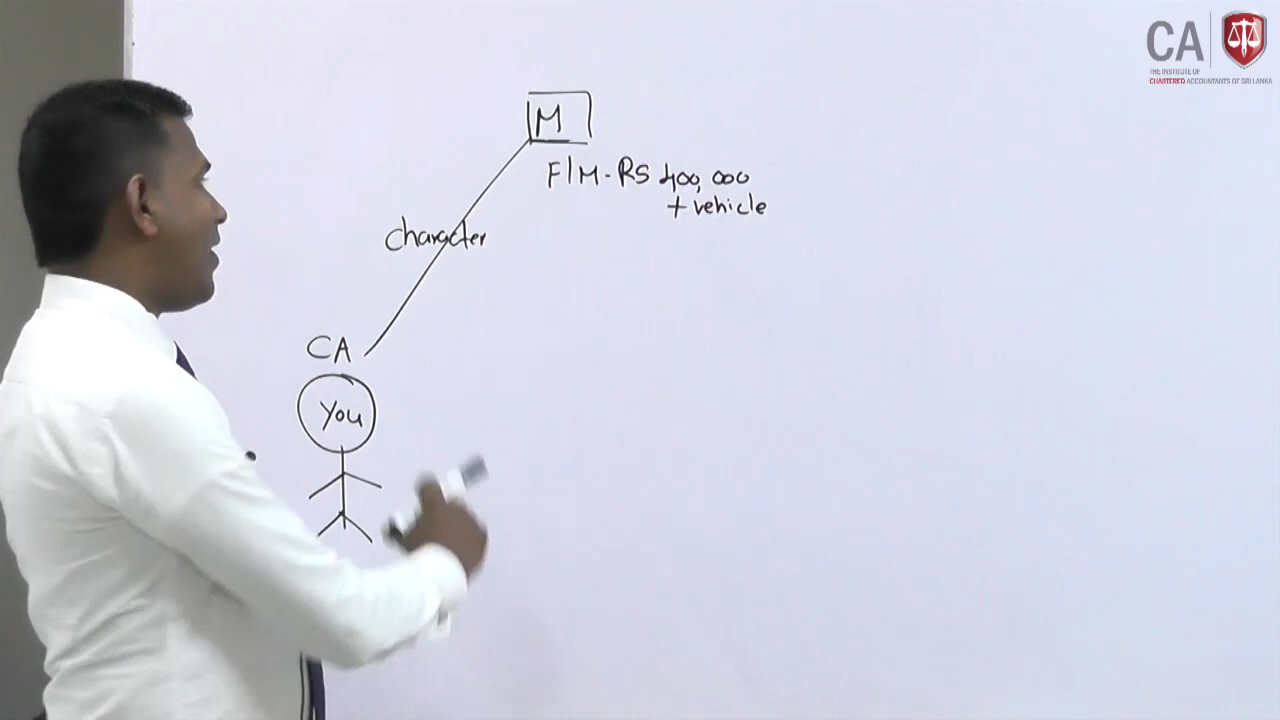 CA
THE INSTITUTE OF
CHARTERED ACCOUNTANTS OF SRI LANKA
M
F/M - RS 400,000
+ vehicle
character
CA
You